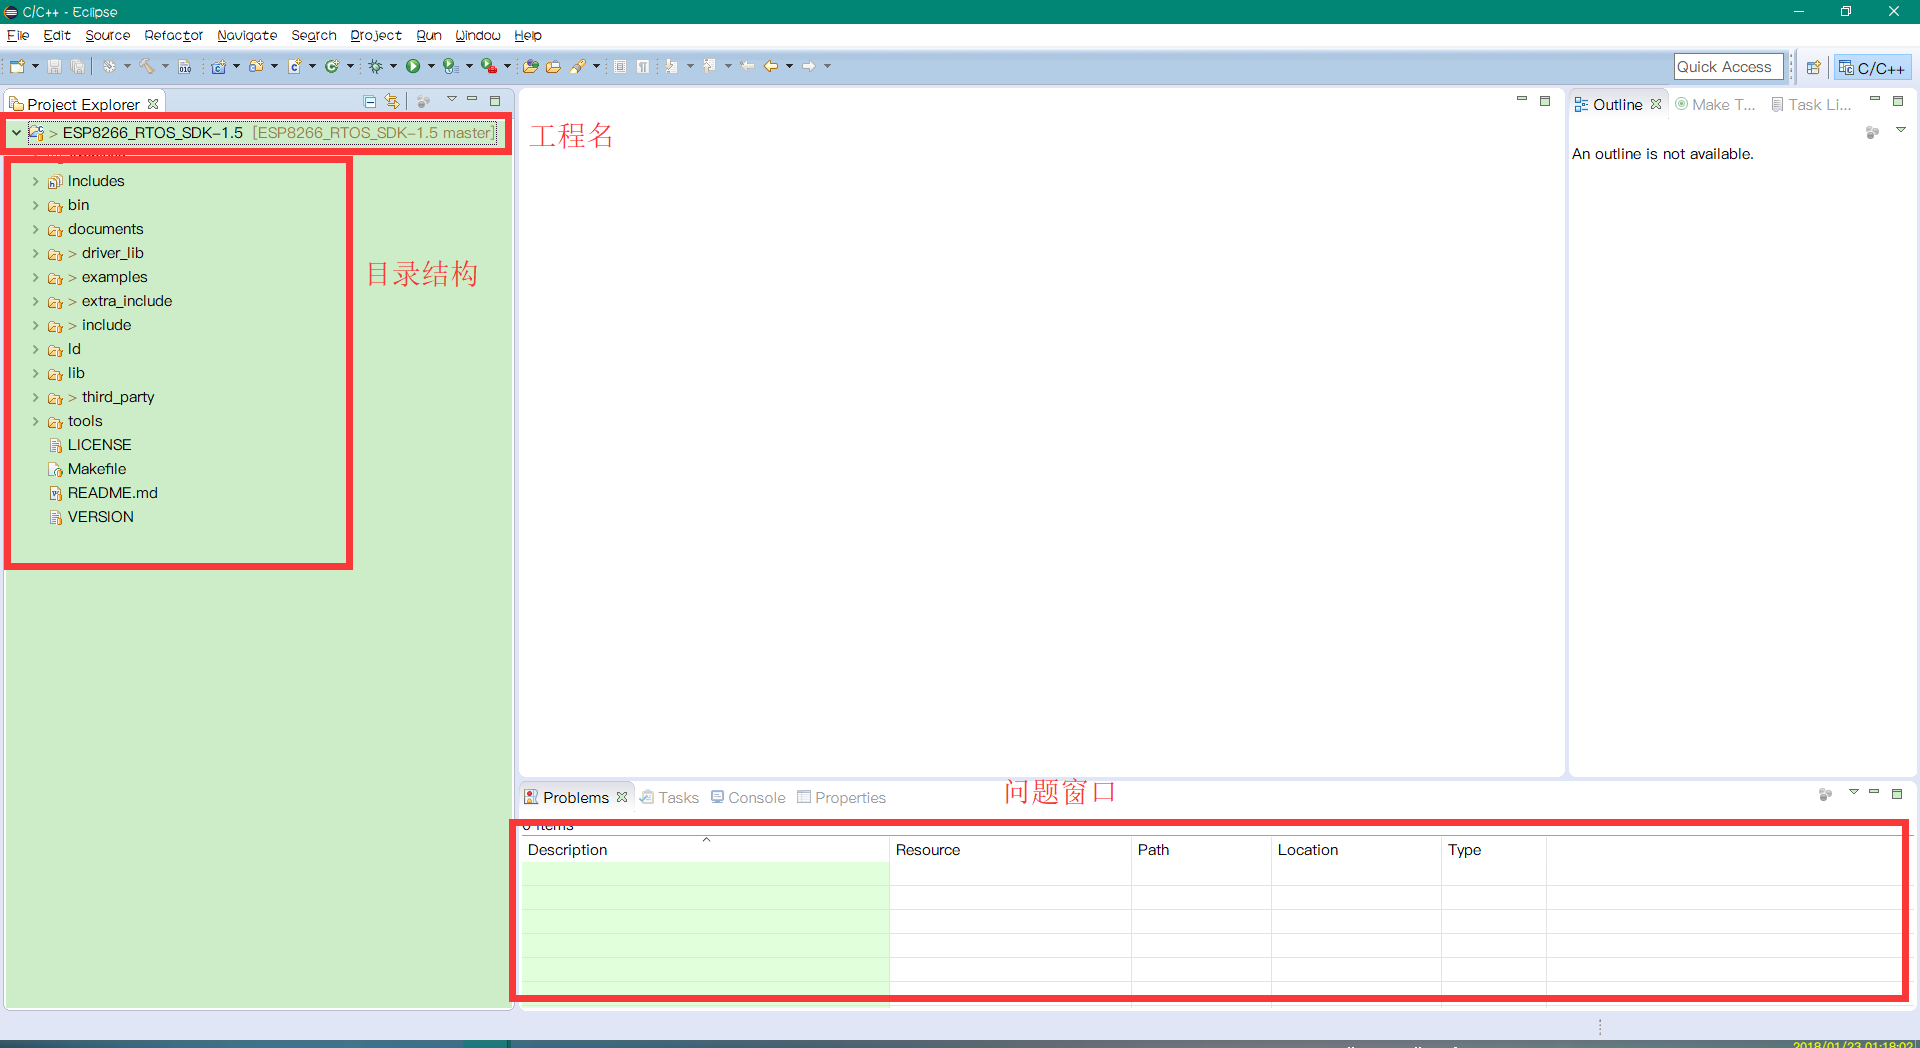 C/C++ - Eclipse
File Edit Source Refactor Navigate Search Project Run Window Help
Quick Access
C/C++
Project Explorer
> ESP8266_RTOS_SDK-1.5 [ESP8266_RTOS_SDK-1.5 master]
工程名
Includes
bin
documents
> driver_lib
> examples
> extra_include
> include
ld
lib
> third_party
tools
LICENSE
Makefile
README.md
VERSION
目录结构
Outline Make T... Task Li...
An outline is not available.
Problems Tasks Console Properties
问题窗口
0 items
Description Resource Path Location Type
2018/01/23 01:18:02